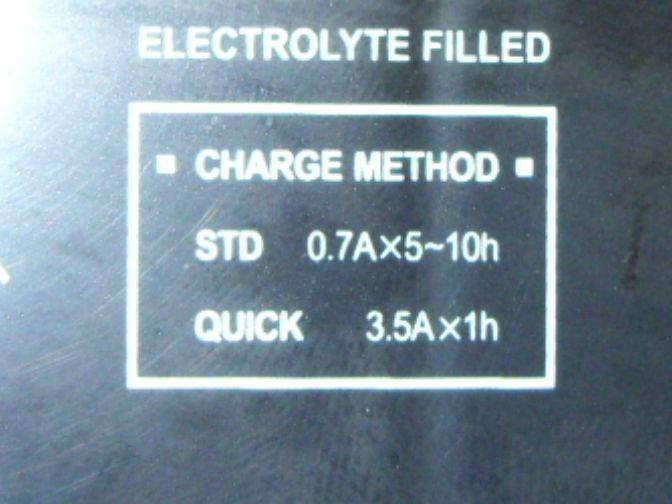 ELECTROLYTE FILLED
▪ CHARGE METHOD ▪
STD 0.7A×5~10h
QUICK 3.5A×1h